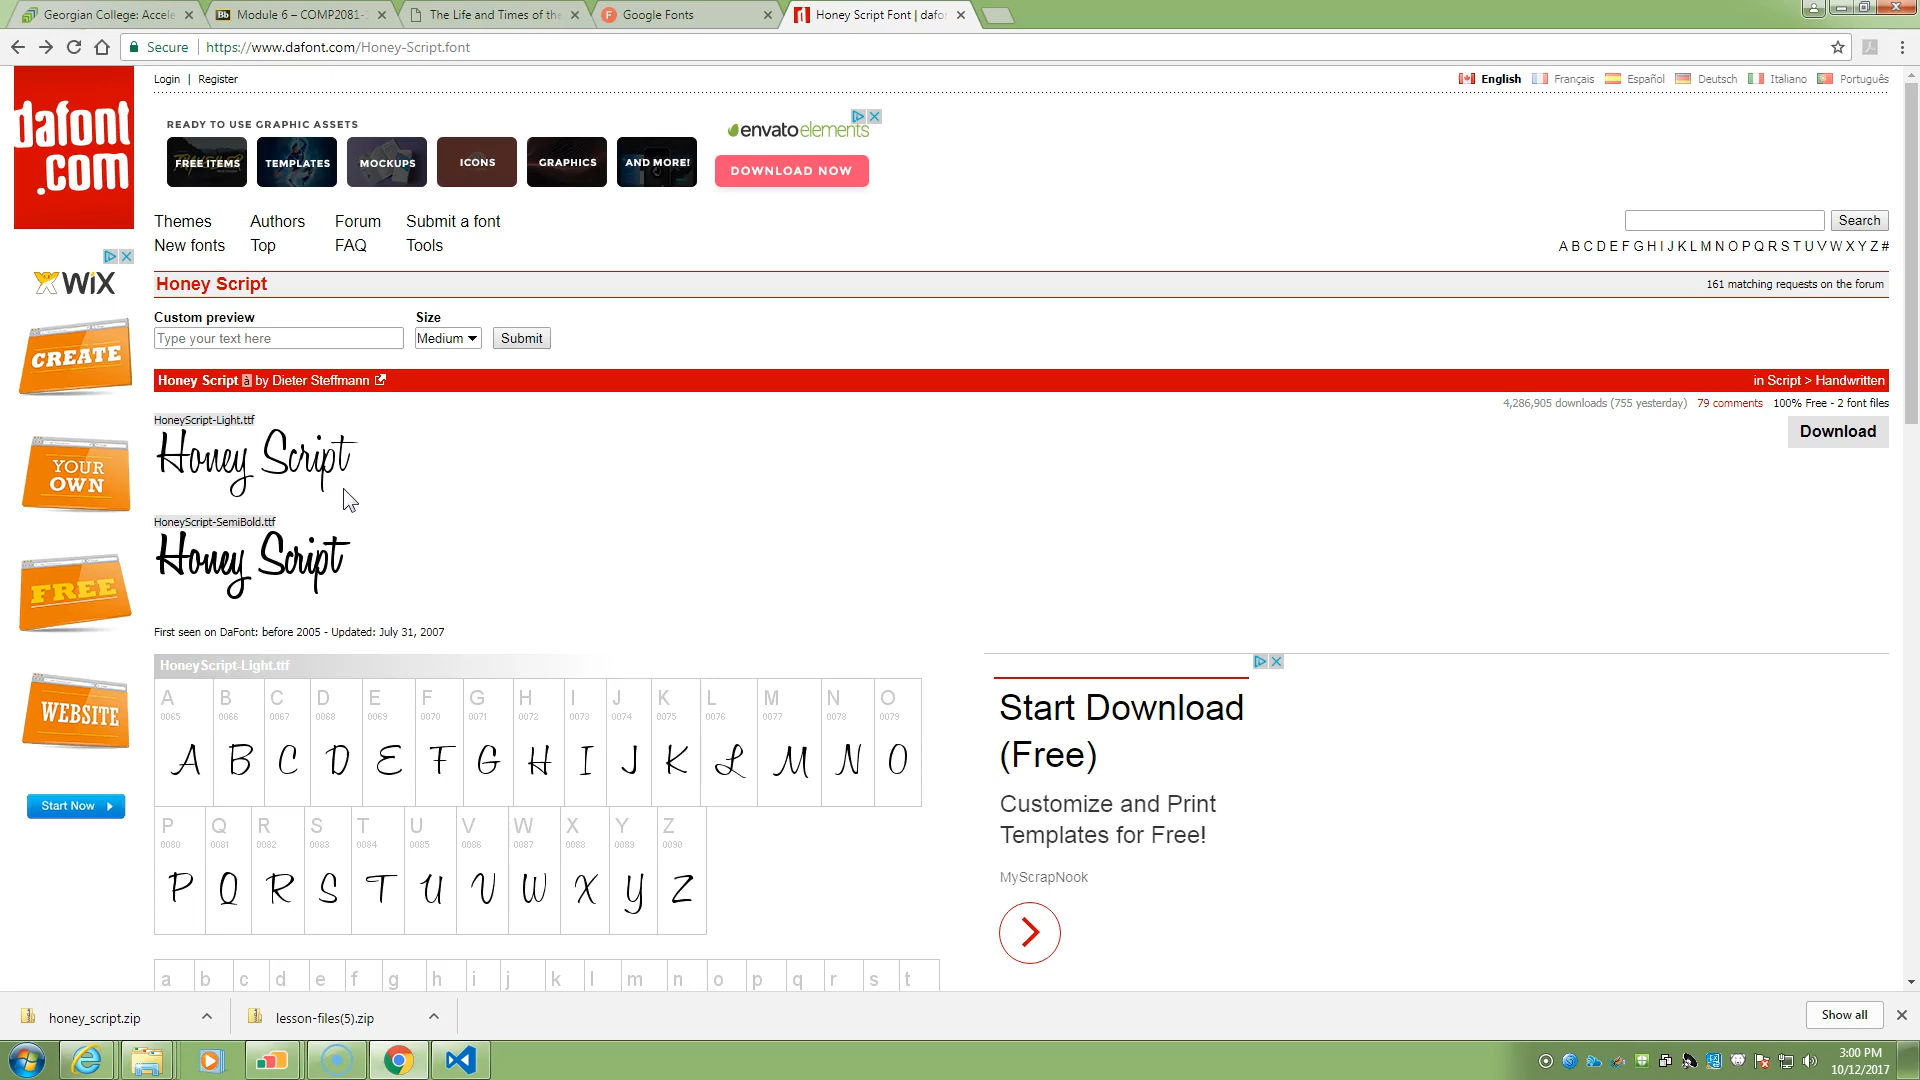 Georgian College: Accele
Module 6 – COMP2081-
The Life and Times of the
Google Fonts
Honey Script Font | dafon
Secure
https://www.dafont.com/Honey-Script.font
dafont
.com
Login | Register
English Français Español Deutsch Italiano Português
READY TO USE GRAPHIC ASSETS
FREE ITEMS TEMPLATES MOCKUPS ICONS GRAPHICS AND MORE!
envatoelements
DOWNLOAD NOW
Themes Authors Forum Submit a font
New fonts Top FAQ Tools
Search
A B C D E F G H I J K L M N O P Q R S T U V W X Y Z #
WiX
CREATE
YOUR
OWN
FREE
WEBSITE
Start Now
Honey Script
161 matching requests on the forum
Custom preview Size
Type your text here Medium Submit
Honey Script à by Dieter Steffmann
in Script > Handwritten
4,286,905 downloads (755 yesterday) 79 comments 100% Free - 2 font files
Download
HoneyScript-Light.ttf
Honey Script
HoneyScript-SemiBold.ttf
Honey Script
First seen on DaFont: before 2005 - Updated: July 31, 2007
HoneyScript-Light.ttf
A B C D E F G H I J K L M N O
0065 0066 0067 0068 0069 0070 0071 0072 0073 0074 0075 0076 0077 0078 0079
A B C D E F G H I J K L M N O
P Q R S T U V W X Y Z
0080 0081 0082 0083 0084 0085 0086 0087 0088 0089 0090
P Q R S T U V W X Y Z
a b c d e f g h i j k l m n o p q r s t
Start Download
(Free)
Customize and Print
Templates for Free!
MyScrapNook
honey_script.zip
lesson-files(5).zip
Show all
3:00 PM
10/12/2017